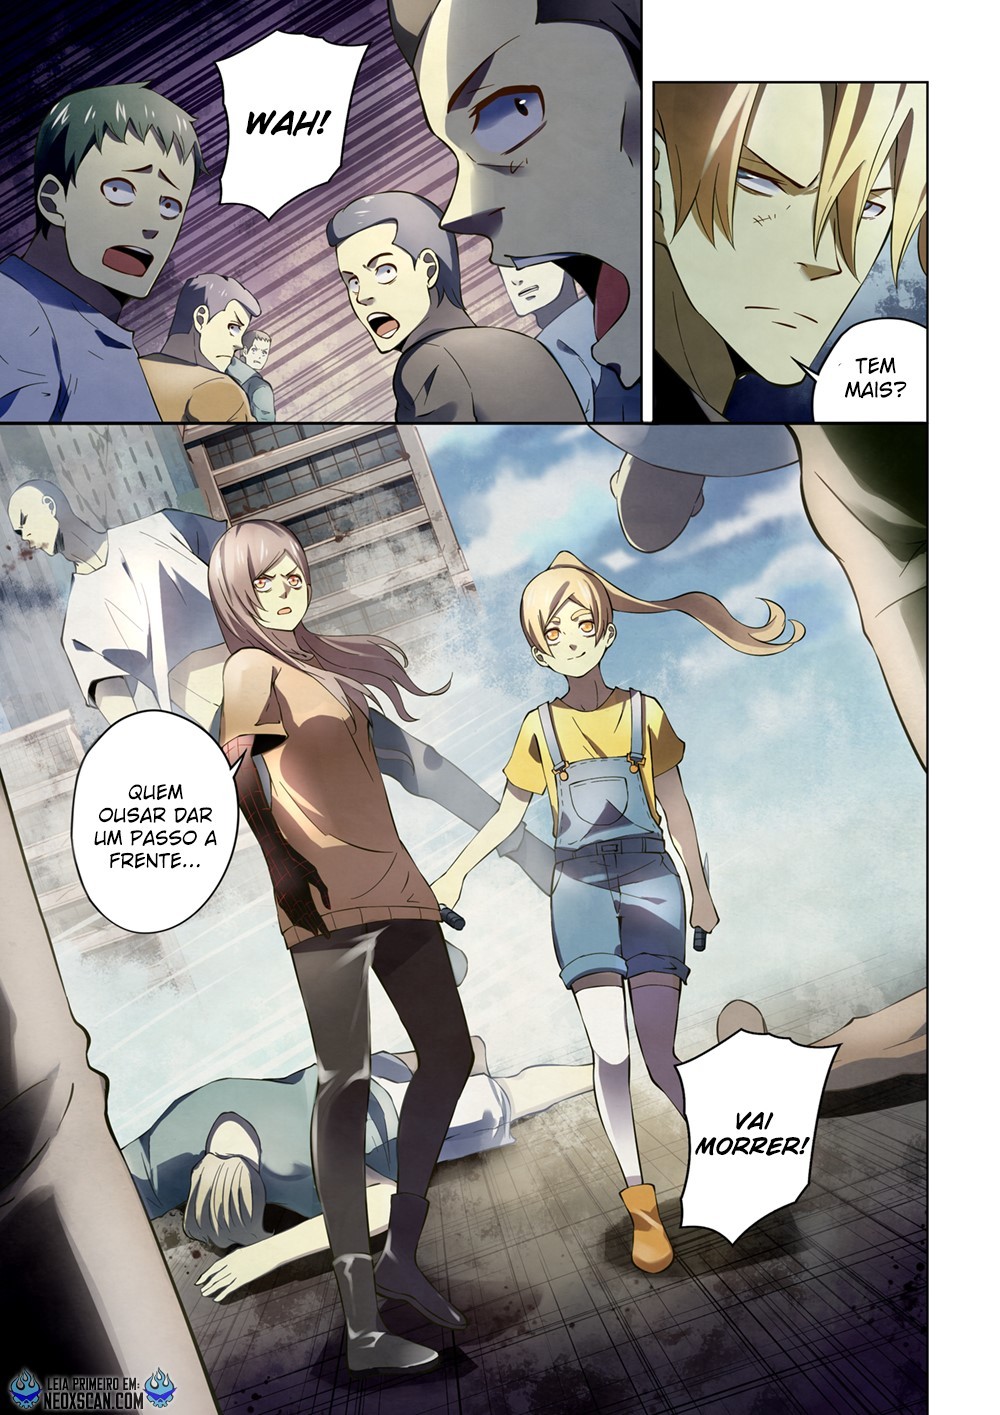 TEM
MAIS?
WAH!
QUEM
OUSAR DAR
UM PASSO A
FRENTE...
VAI
MORRER!
LEIA PRIMEIRO EM:
NEOXSCAN.COM